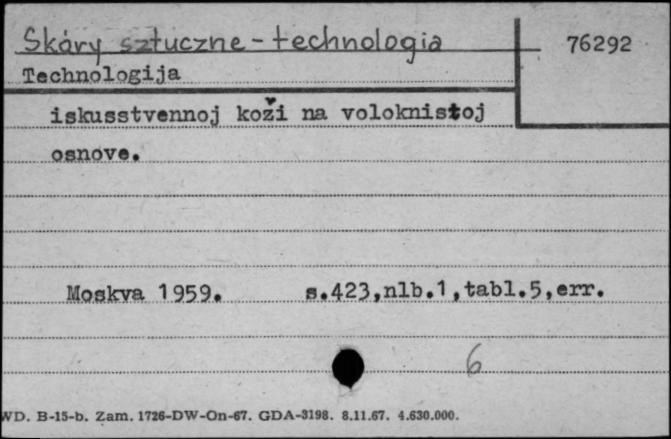 Skóry sztuczne - technologia
76292
Technologija
iskusstvennoj koži na voloknistoj
osnove.
Moskva 1959. s.423,nlb.1,tabl.5,err.
6
WD. B-15-b. Zam. 1726-DW-On-67. GDA-3198. 8.11.67. 4.630.000.